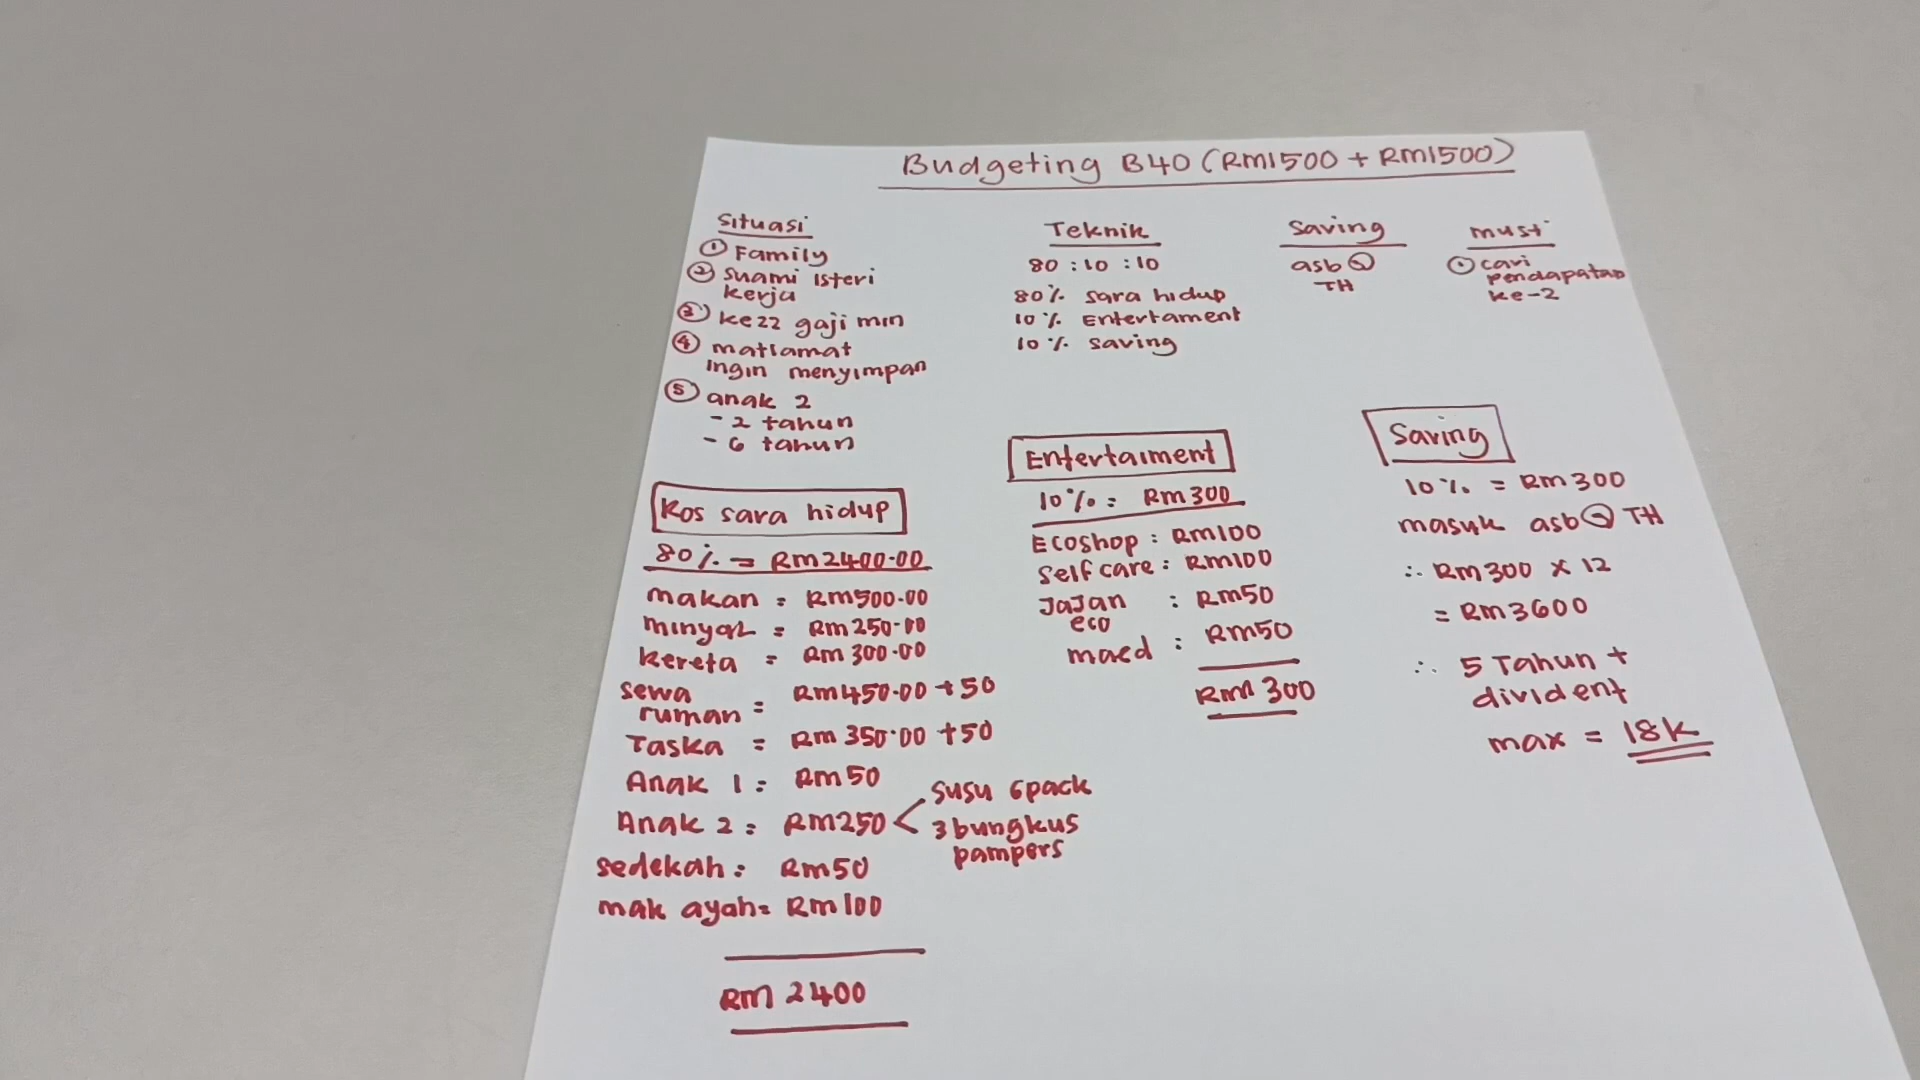 Budgeting B40 (RM1500 + RM1500)
Situasi
① Family
② Suami Isteri
kerja
③ ke22 gaji min
④ matlamat
ingin menyimpan
⑤ anak 2
- 2 tahun
- 6 tahun
Teknik
80 : 10 : 10
80% sara hidup
10% Entertament
10% saving
Saving
asb
TH
must
① cari
pendapatan
ke-2
Kos sara hidup
80% = RM2400.00
makan = RM500.00
minyak = RM250.00
kereta = RM300.00
sewa
rumah = RM450.00 + 50
Taska = RM350.00 + 50
Anak 1 : RM50
Anak 2 : RM250 < susu 6pack
3 bungkus
pampers
sedekah : RM50
mak ayah = RM100
RM 2400
Entertaiment
10% = RM300
Ecoshop : RM100
Self care : RM100
Jajan : RM50
eco
maed : RM50
RM 300
Saving
10% = RM300
masuk asb TH
∴ RM300 x 12
= RM3600
∴ 5 Tahun +
divident
max = 18k